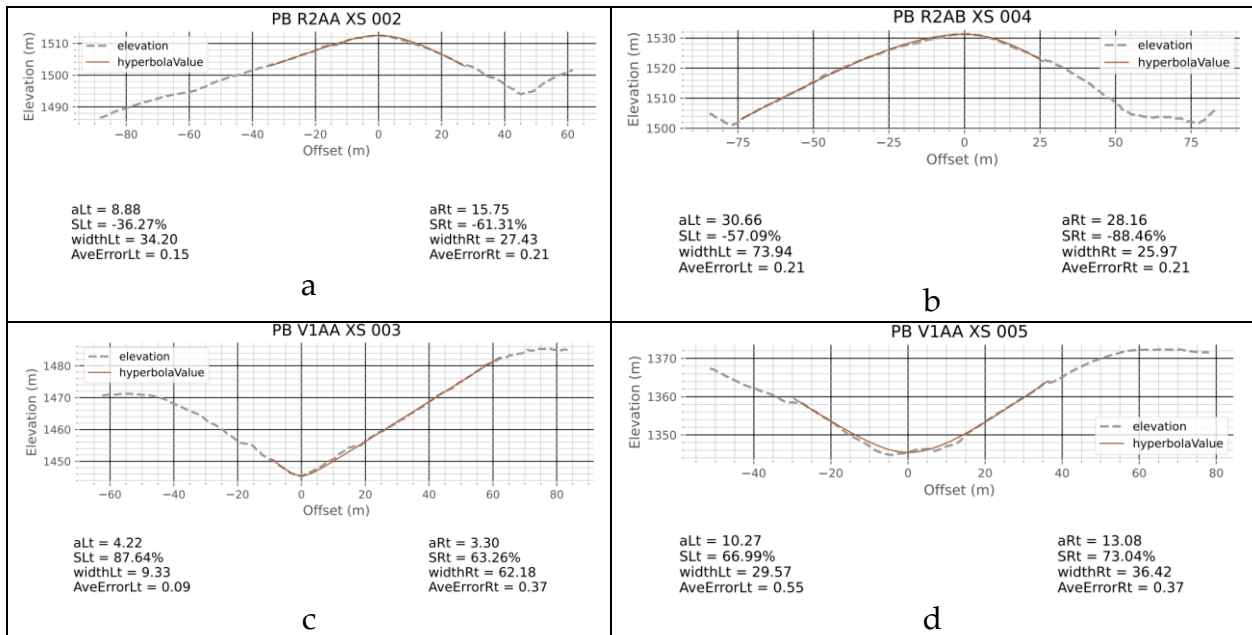 PB R2AA XS 002
Elevation (m)
1510
1500
1490
elevation
hyperbolaValue
−80 −60 −40 −20 0 20 40 60
Offset (m)
aLt = 8.88
SLt = -36.27%
widthLt = 34.20
AveErrorLt = 0.15
aRt = 15.75
SRt = -61.31%
widthRt = 27.43
AveErrorRt = 0.21
a
PB R2AB XS 004
Elevation (m)
1530
1520
1510
1500
elevation
hyperbolaValue
−75 −50 −25 0 25 50 75
Offset (m)
aLt = 30.66
SLt = -57.09%
widthLt = 73.94
AveErrorLt = 0.21
aRt = 28.16
SRt = -88.46%
widthRt = 25.97
AveErrorRt = 0.21
b
PB V1AA XS 003
Elevation (m)
1480
1470
1460
1450
elevation
hyperbolaValue
−60 −40 −20 0 20 40 60 80
Offset (m)
aLt = 4.22
SLt = 87.64%
widthLt = 9.33
AveErrorLt = 0.09
aRt = 3.30
SRt = 63.26%
widthRt = 62.18
AveErrorRt = 0.37
c
PB V1AA XS 005
Elevation (m)
1370
1360
1350
elevation
hyperbolaValue
−40 −20 0 20 40 60 80
Offset (m)
aLt = 10.27
SLt = 66.99%
widthLt = 29.57
AveErrorLt = 0.55
aRt = 13.08
SRt = 73.04%
widthRt = 36.42
AveErrorRt = 0.37
d